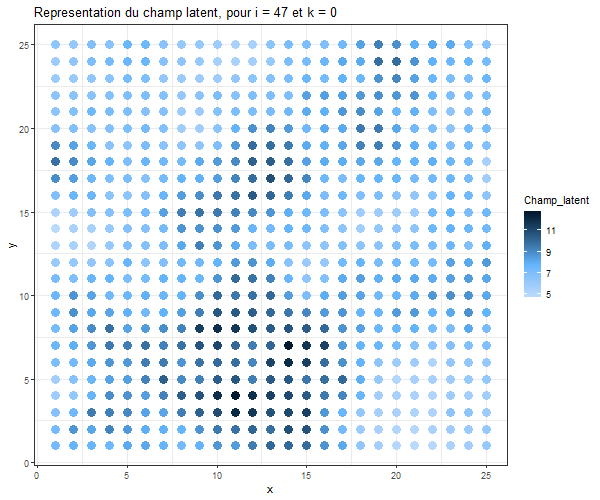 Representation du champ latent, pour i = 47 et k = 0
25
20
15
10
5
0
y
0 5 10 15 20 25
x
Champ_latent
11
9
7
5